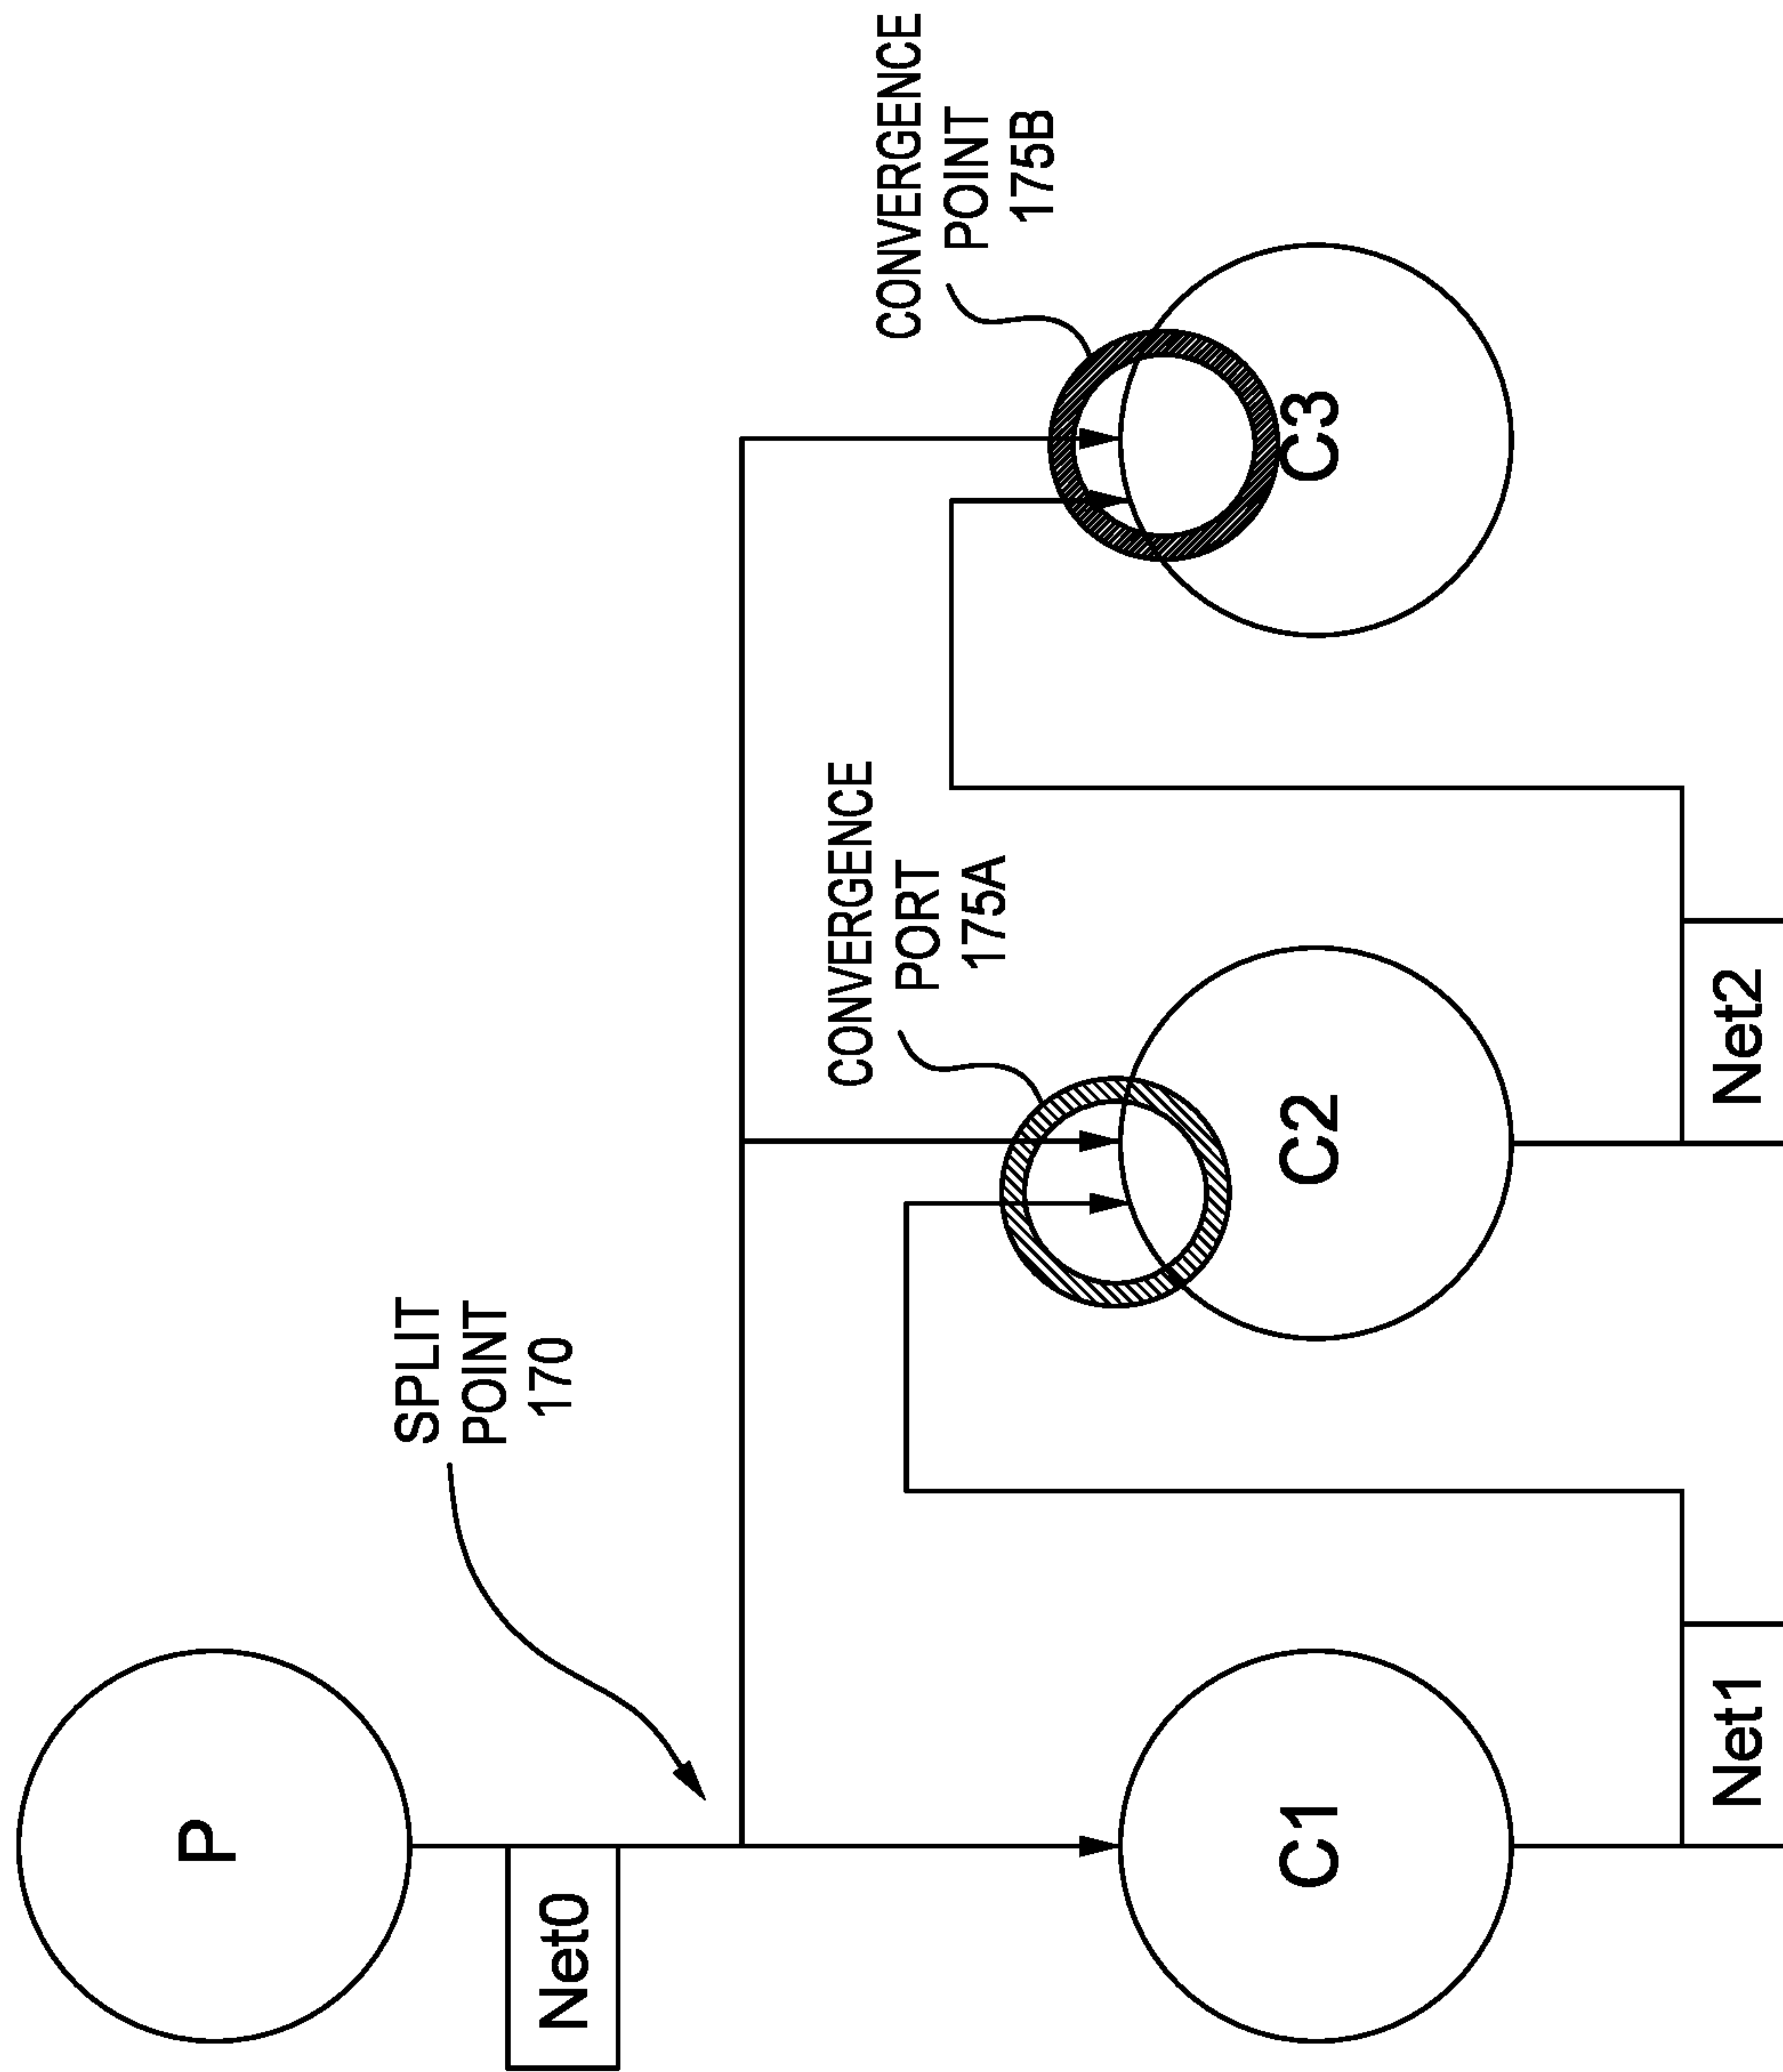 P
Net0
SPLIT
POINT
170
CONVERGENCE
PORT
175A
CONVERGENCE
POINT
175B
C1
C2
C3
Net1
Net2